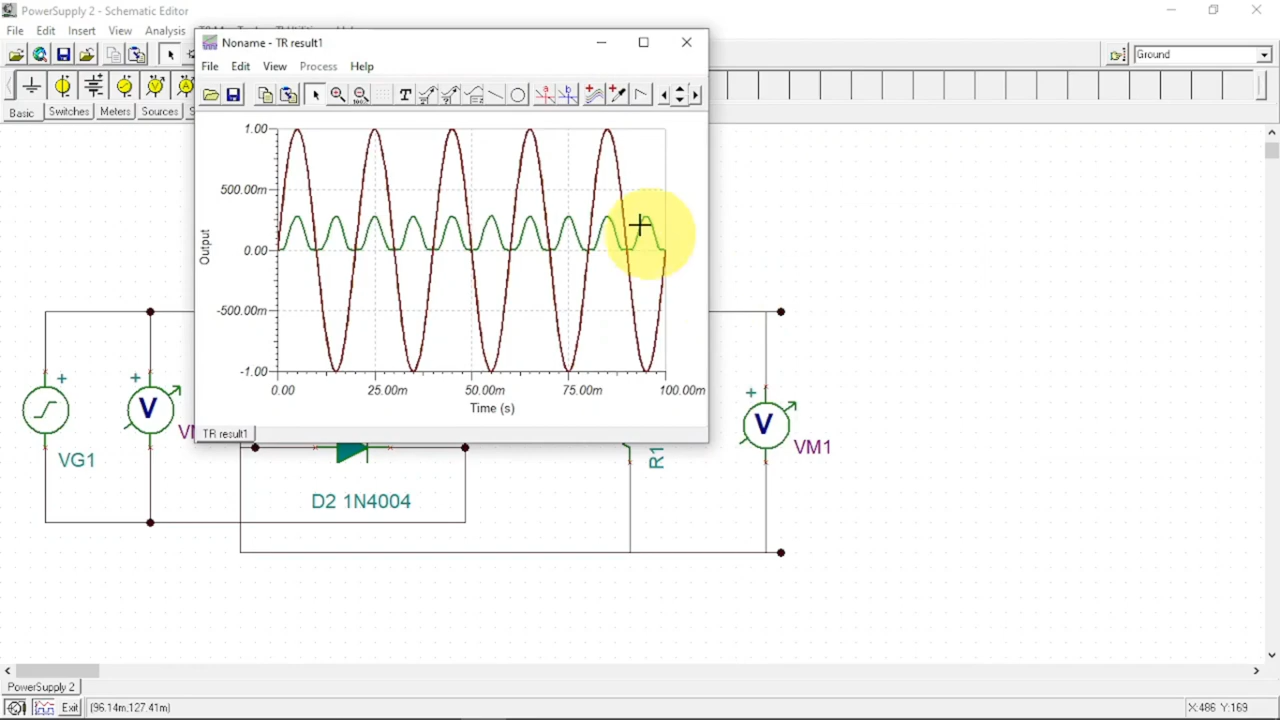 PowerSupply 2 - Schematic Editor
File Edit Insert View Analysis
Noname - TR result1
File Edit View Process Help
Ground
T
100%
Basic Switches Meters Sources
1.00
500.00m
0.00
-500.00m
-1.00
Output
0.00 25.00m 50.00m 75.00m 100.00m
Time (s)
TR result1
+
+
+
V
V
VG1
VM1
R1
D2 1N4004
PowerSupply 2
Exit (96.14m,127.41m) X:486 Y:169